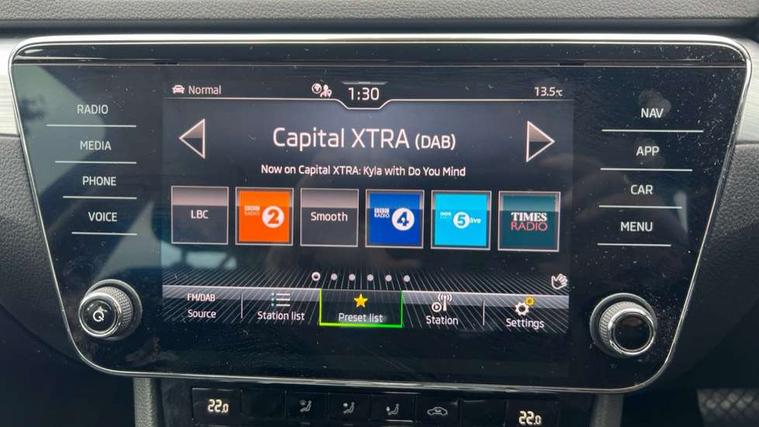 Normal
1:30
13.5°C
RADIO
MEDIA
PHONE
VOICE
NAV
APP
CAR
MENU
Capital XTRA (DAB)
Now on Capital XTRA: Kyla with Do You Mind
LBC
BBC RADIO 2
Smooth
BBC RADIO 4
5 live
TIMES RADIO
FM/DAB
Source
Station list
Preset list
Station
Settings
22.0
22.0